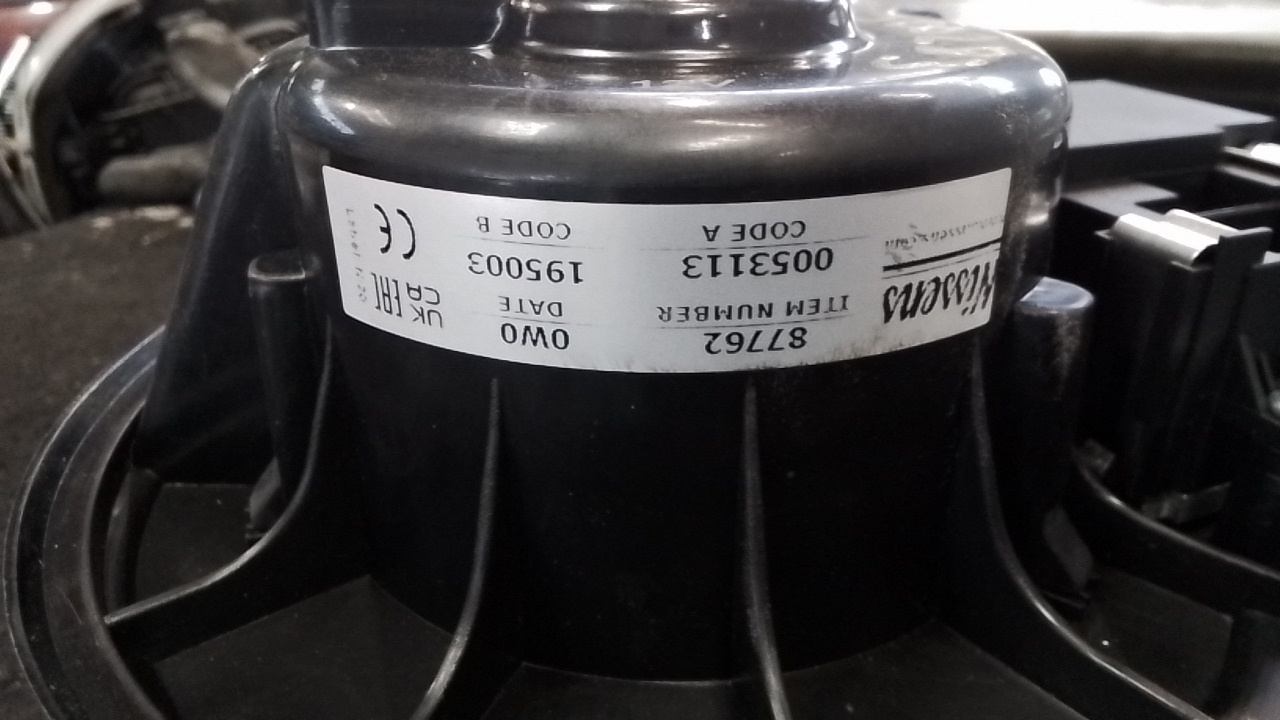 Nissens
87762
ITEM NUMBER
0053113
CODE A
0W0
DATE
195003
CODE B
UK
CA
EAC
CE